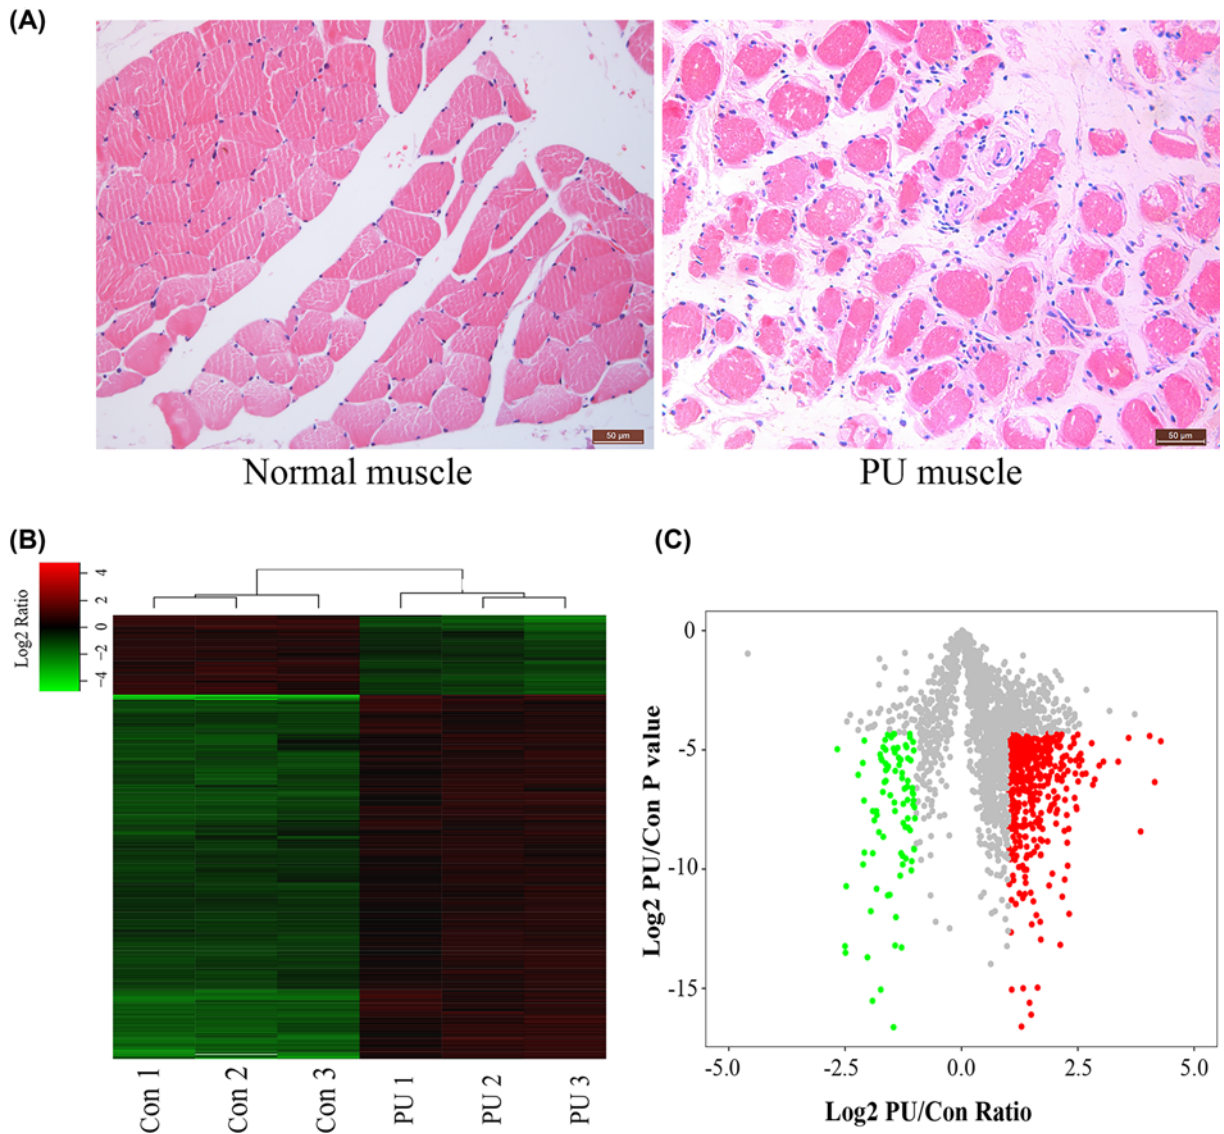 (A)
50 µm
50 µm
Normal muscle
PU muscle
(B)
(C)
Log2 Ratio
4
2
0
−2
−4
Con 1
Con 2
Con 3
PU 1
PU 2
PU 3
Log2 PU/Con P value
0
-5
-10
-15
-5.0
-2.5
0.0
2.5
5.0
Log2 PU/Con Ratio